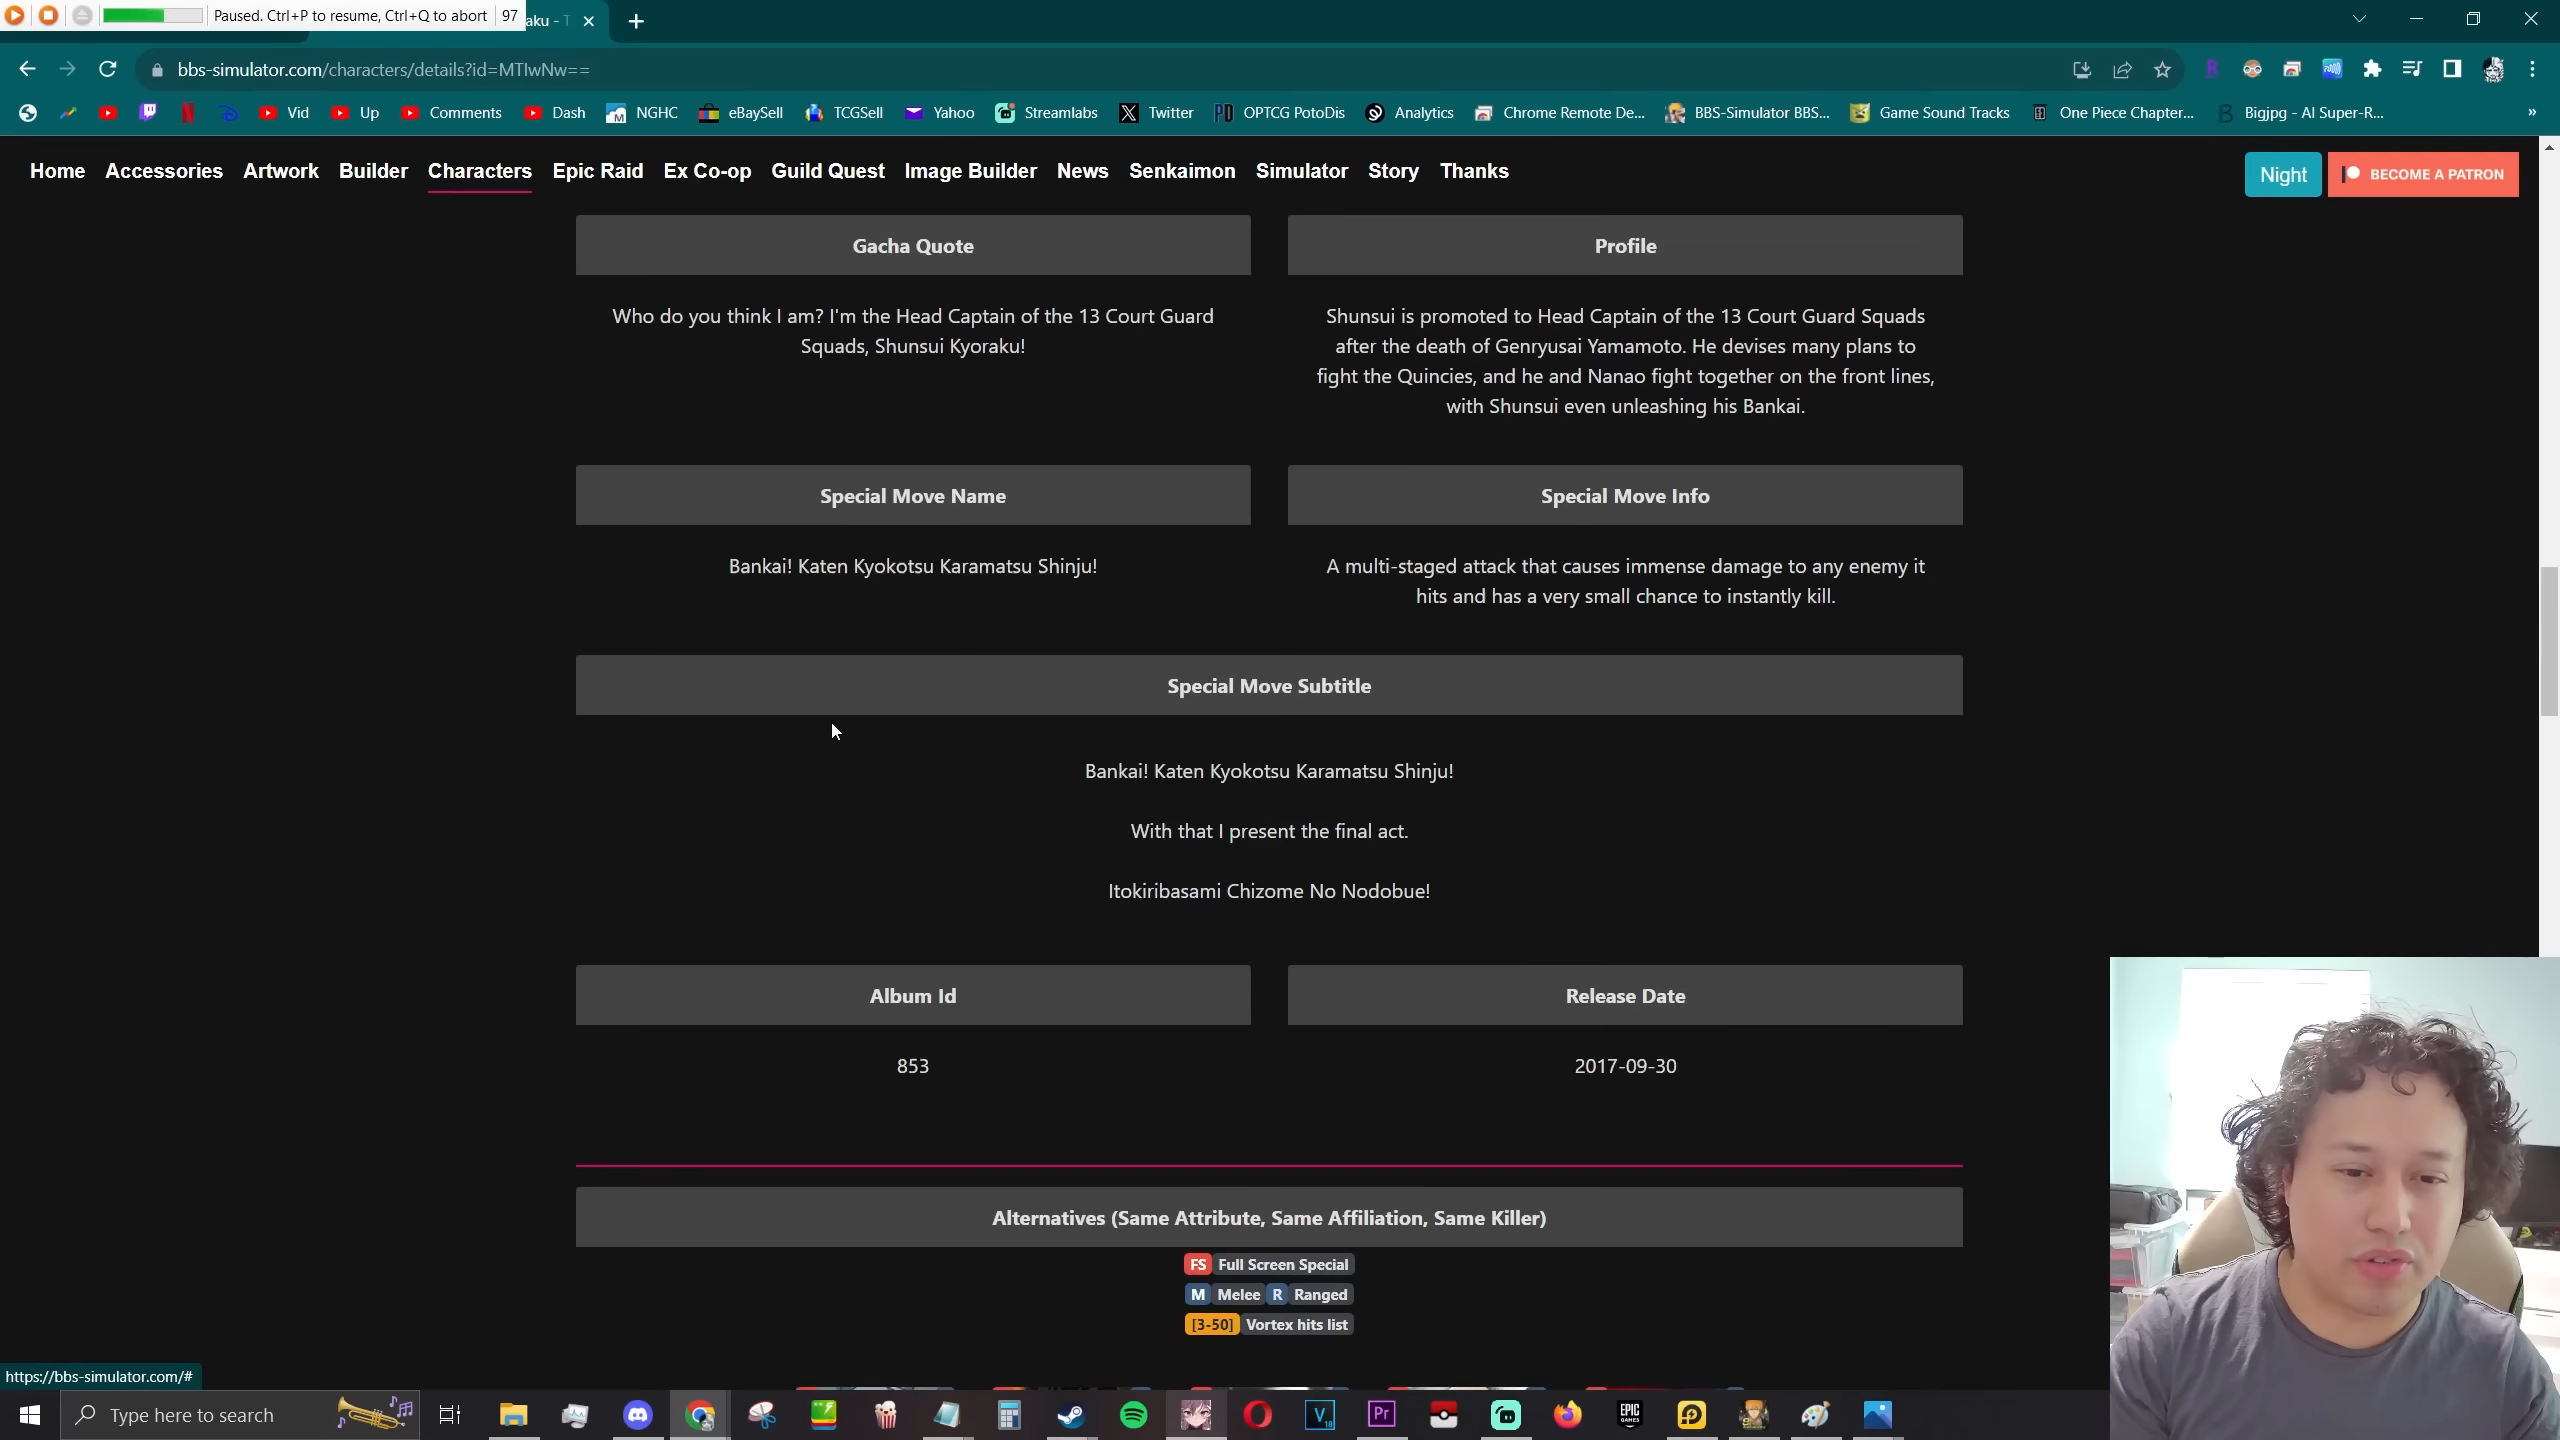 Paused. Ctrl+P to resume, Ctrl+Q to abort 97
aku - T
bbs-simulator.com/characters/details?id=MTIwNw==
Vid Up Comments Dash NGHC eBaySell TCGSell Yahoo Streamlabs Twitter OPTCG PotoDis Analytics Chrome Remote De... BBS-Simulator BBS... Game Sound Tracks One Piece Chapter... Bigjpg - AI Super-R... »
Home Accessories Artwork Builder Characters Epic Raid Ex Co-op Guild Quest Image Builder News Senkaimon Simulator Story Thanks
Night BECOME A PATRON
Gacha Quote
Who do you think I am? I'm the Head Captain of the 13 Court Guard
Squads, Shunsui Kyoraku!
Profile
Shunsui is promoted to Head Captain of the 13 Court Guard Squads
after the death of Genryusai Yamamoto. He devises many plans to
fight the Quincies, and he and Nanao fight together on the front lines,
with Shunsui even unleashing his Bankai.
Special Move Name
Bankai! Katen Kyokotsu Karamatsu Shinju!
Special Move Info
A multi-staged attack that causes immense damage to any enemy it
hits and has a very small chance to instantly kill.
Special Move Subtitle
Bankai! Katen Kyokotsu Karamatsu Shinju!
With that I present the final act.
Itokiribasami Chizome No Nodobue!
Album Id
853
Release Date
2017-09-30
Alternatives (Same Attribute, Same Affiliation, Same Killer)
FS Full Screen Special
M Melee R Ranged
[3-50] Vortex hits list
https://bbs-simulator.com/#
Type here to search
Pr
EPIC
GAMES